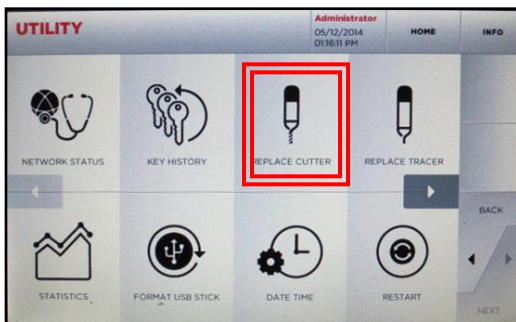 UTILITY
Administrator
05/12/2014
01:16:11 PM
HOME
INFO
NETWORK STATUS
KEY HISTORY
REPLACE CUTTER
REPLACE TRACER
BACK
STATISTICS
FORMAT USB STICK
DATE TIME
RESTART
NEXT